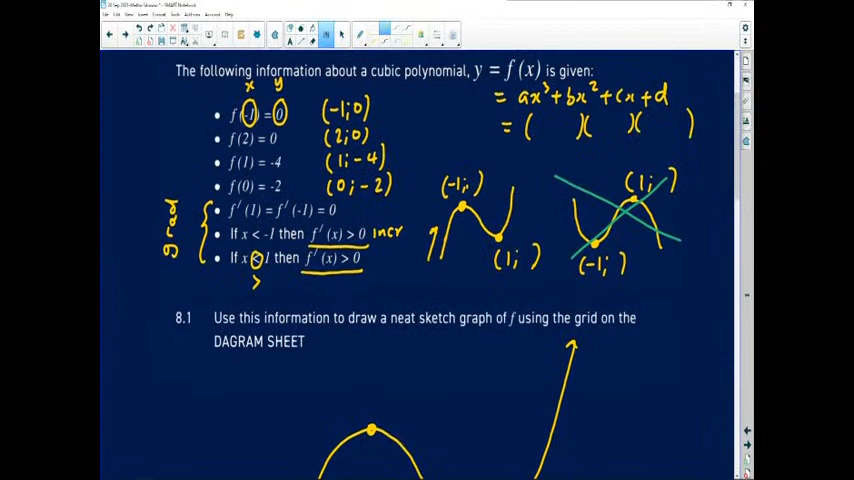 The following information about a cubic polynomial, y = f(x) is given:
= ax³ + bx² + cx + d
= (   )(   )(   )
x y
• f(-1) = 0 (-1;0)
• f(2) = 0 (2;0)
• f(1) = -4 (1;-4)
• f(0) = -2 (0;-2)
• f′(1) = f′(-1) = 0
• If x < -1 then f′(x) > 0 incr
• If x < 1 then f′(x) > 0
>
grad
(-1; )
(1; )
(1; )
(-1; )
8.1 Use this information to draw a neat sketch graph of f using the grid on the
DAGRAM SHEET